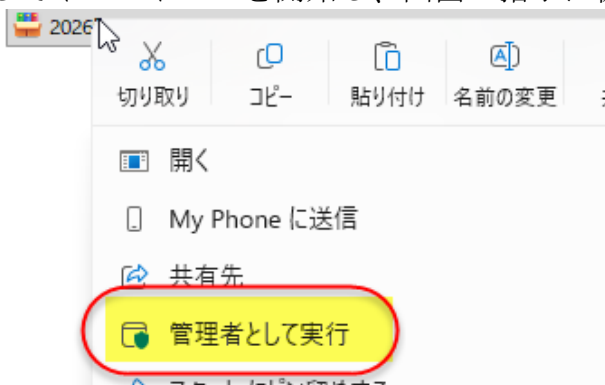 2026
切り取り
コピー
貼り付け
名前の変更
開く
My Phone に送信
共有先
管理者として実行